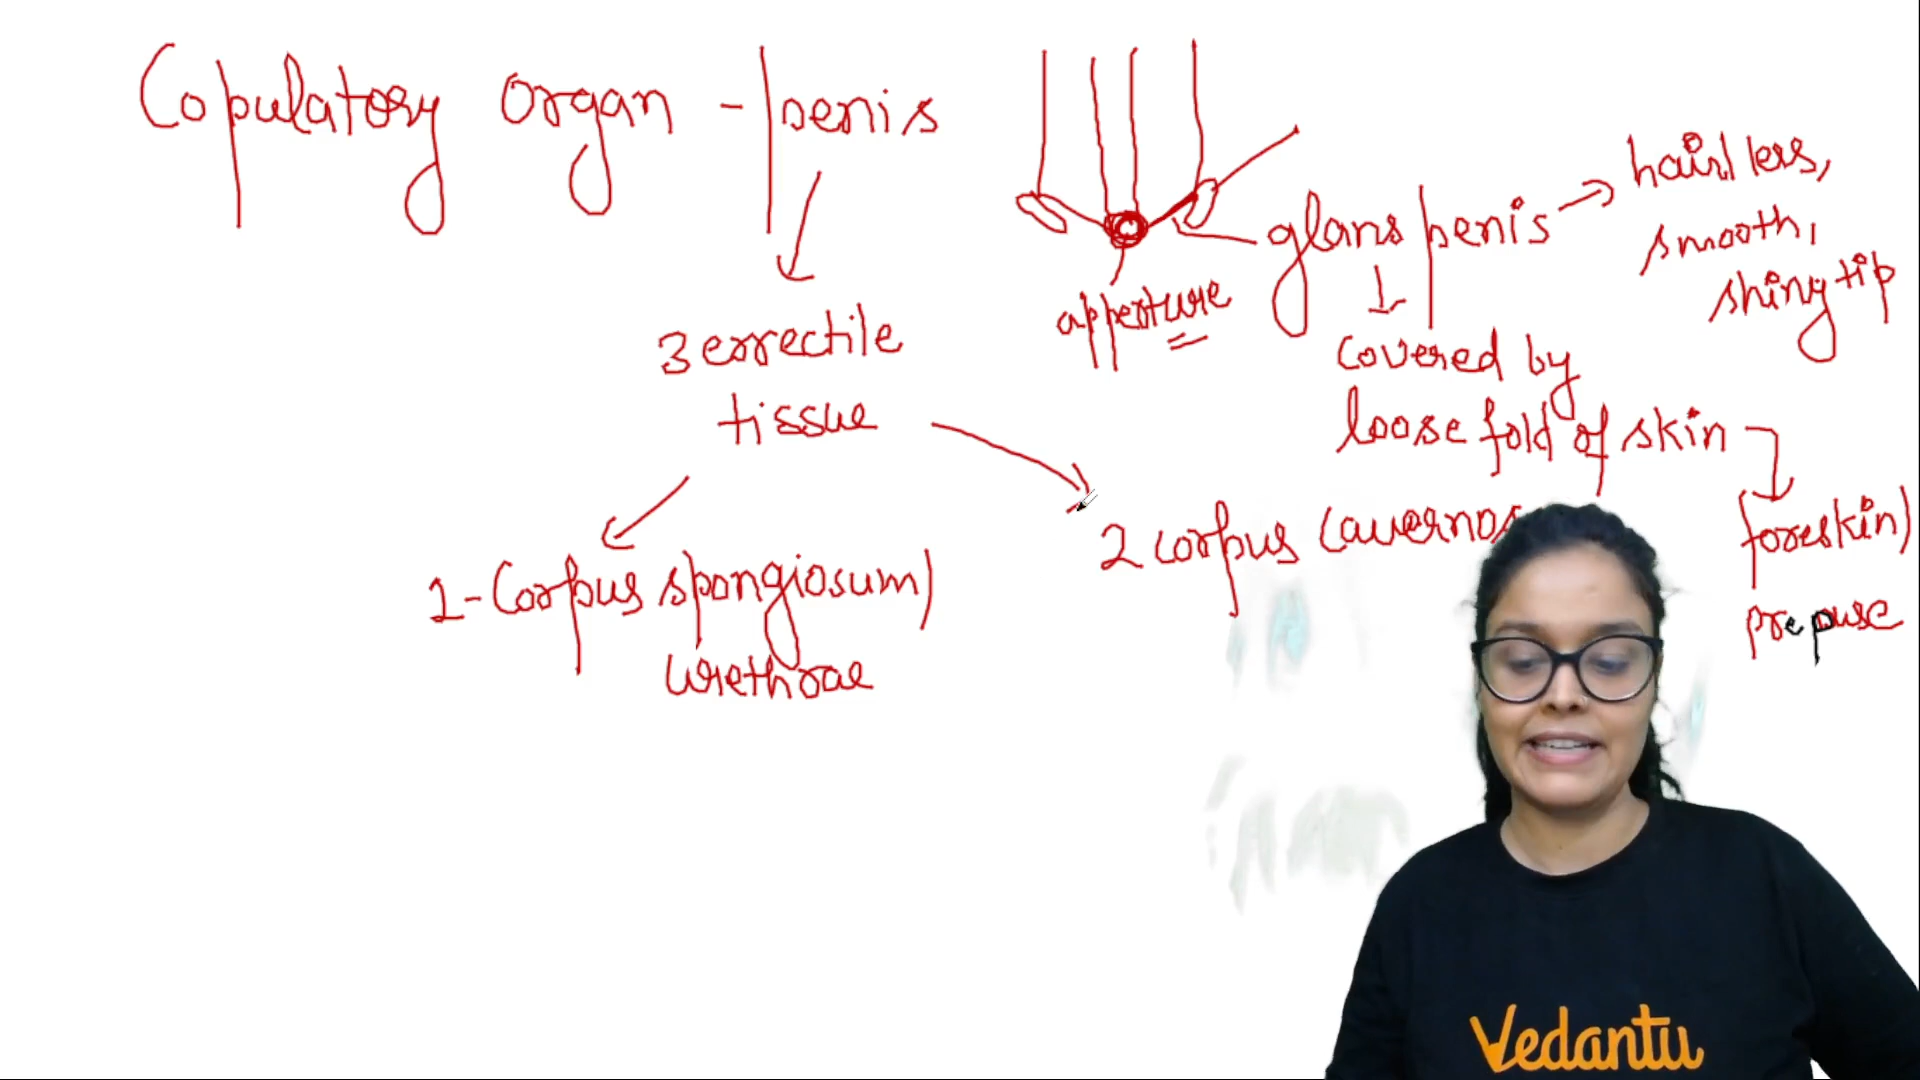 Copulatory organ - penis
hairless,
smooth,
shiny tip
glans penis
apperture
3 errectile
tissue
covered by
loose fold of skin
foreskin)
prepuse
2 corpus cavernos
1-Corpus spongiosum)
urethrae
Vedantu